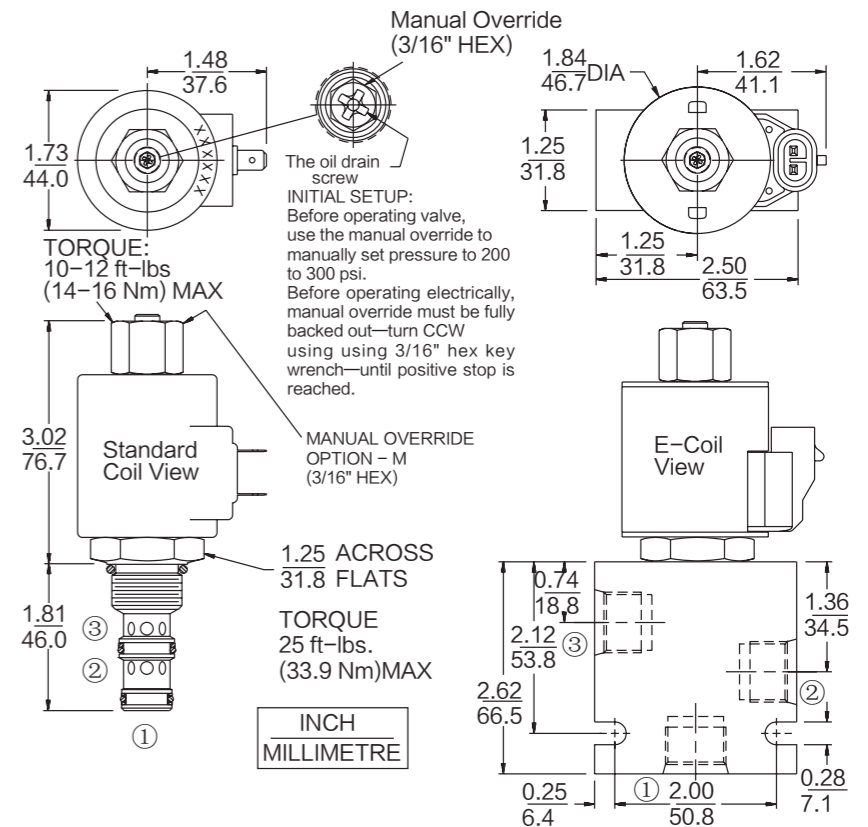 Manual Override
(3/16" HEX)
1.48
37.6
1.73
44.0
XXXXXX
The oil drain
screw
INITIAL SETUP:
Before operating valve,
use the manual override to
manually set pressure to 200
to 300 psi.
Before operating electrically,
manual override must be fully
backed out—turn CCW
using using 3/16" hex key
wrench—until positive stop is
reached.
1.84
46.7
DIA
1.62
41.1
1.25
31.8
1.25
31.8
2.50
63.5
TORQUE:
10–12 ft–lbs
(14–16 Nm) MAX
3.02
76.7
Standard
Coil View
MANUAL OVERRIDE
OPTION – M
(3/16" HEX)
1.25 ACROSS
31.8 FLATS
1.81
46.0
③
②
①
TORQUE
25 ft–lbs.
(33.9 Nm)MAX
INCH
MILLIMETRE
E–Coil
View
0.74
18.8
③
2.12
53.8
2.62
66.5
1.36
34.5
②
0.28
7.1
0.25
6.4
①
2.00
50.8